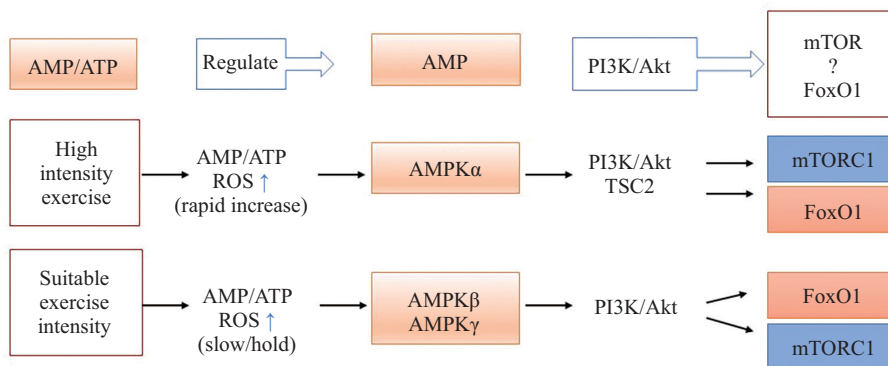 AMP/ATP
Regulate
AMP
PI3K/Akt
mTOR
?
FoxO1
High
intensity
exercise
AMP/ATP
ROS ↑
(rapid increase)
AMPKα
PI3K/Akt
TSC2
mTORC1
FoxO1
Suitable
exercise
intensity
AMP/ATP
ROS ↑
(slow/hold)
AMPKβ
AMPKγ
PI3K/Akt
FoxO1
mTORC1